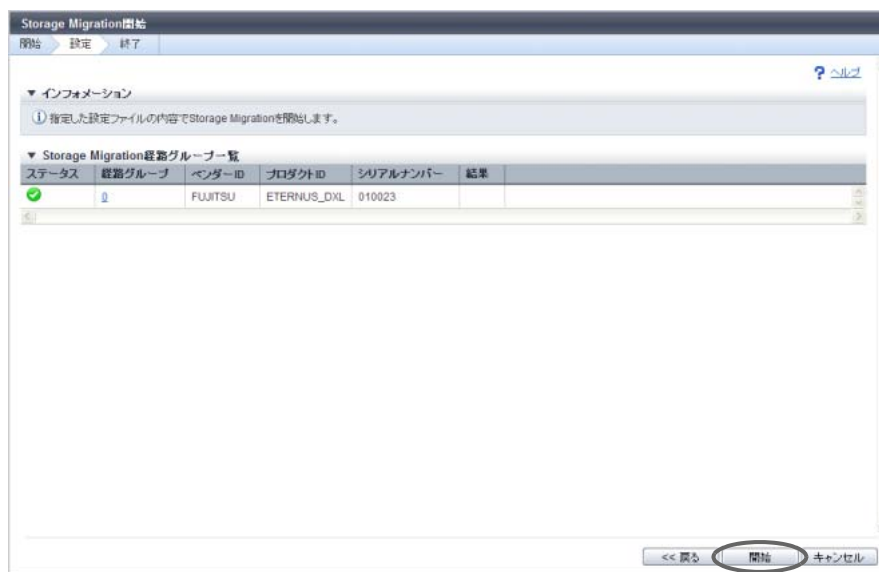 Storage Migration開始
開始 設定 終了
? ヘルプ
▼ インフォメーション
指定した設定ファイルの内容でStorage Migrationを開始します。
▼ Storage Migration経路グループ一覧
ステータス 経路グループ ベンダーID プロダクトID シリアルナンバー 結果
0 FUJITSU ETERNUS_DXL 010023
<< 戻る 開始 キャンセル